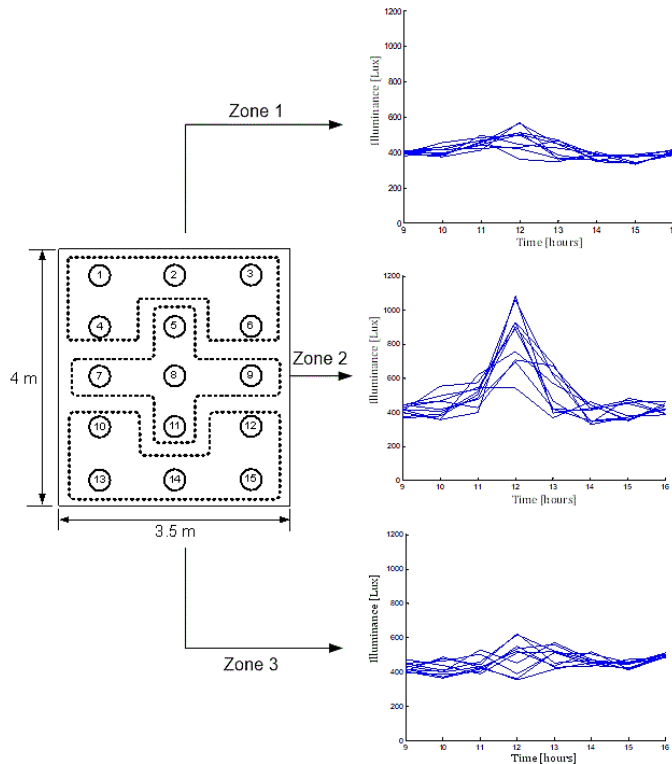 1200
1000
800
600
400
200
0
Illuminance [Lux]
9 10 11 12 13 14 15 16
Time [hours]
Zone 1
1 2 3
4 5 6
7 8 9
10 11 12
13 14 15
4 m
3.5 m
Zone 2
1200
1000
800
600
400
200
0
Illuminance [Lux]
9 10 11 12 13 14 15 16
Time [hours]
Zone 3
1200
1000
800
600
400
200
0
Illuminance [Lux]
9 10 11 12 13 14 15 16
Time [hours]